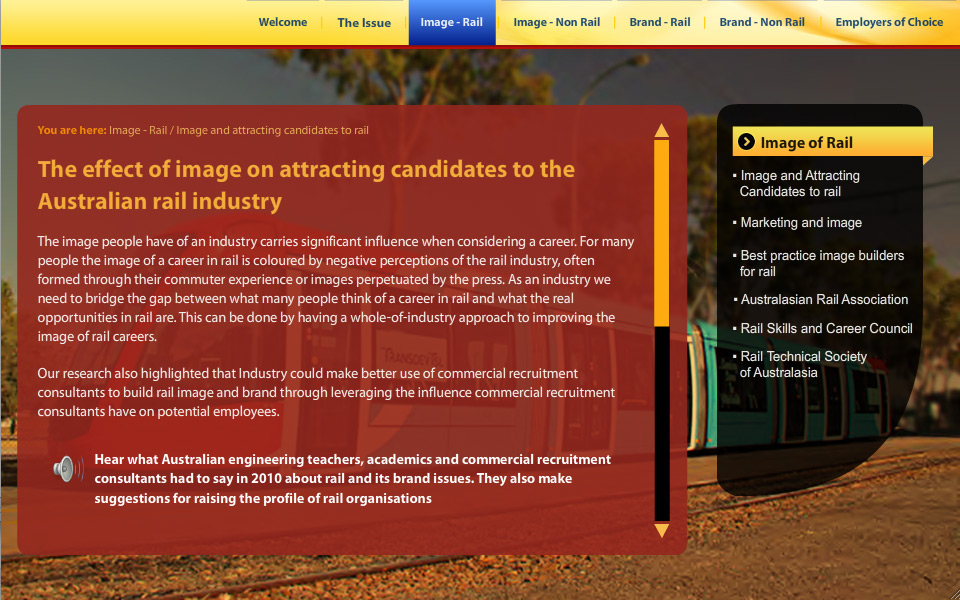 Welcome
The Issue
Image - Rail
Image - Non Rail
Brand - Rail
Brand - Non Rail
Employers of Choice
You are here: Image - Rail / Image and attracting candidates to rail
The effect of image on attracting candidates to the
Australian rail industry
The image people have of an industry carries significant influence when considering a career. For many
people the image of a career in rail is coloured by negative perceptions of the rail industry, often
formed through their commuter experience or images perpetuated by the press. As an industry we
need to bridge the gap between what many people think of a career in rail and what the real
opportunities in rail are. This can be done by having a whole-of-industry approach to improving the
image of rail careers.
Our research also highlighted that Industry could make better use of commercial recruitment
consultants to build rail image and brand through leveraging the influence commercial recruitment
consultants have on potential employees.
Hear what Australian engineering teachers, academics and commercial recruitment
consultants had to say in 2010 about rail and its brand issues. They also make
suggestions for raising the profile of rail organisations
Image of Rail
▪ Image and Attracting
Candidates to rail
▪ Marketing and image
▪ Best practice image builders
for rail
▪ Australasian Rail Association
▪ Rail Skills and Career Council
▪ Rail Technical Society
of Australasia